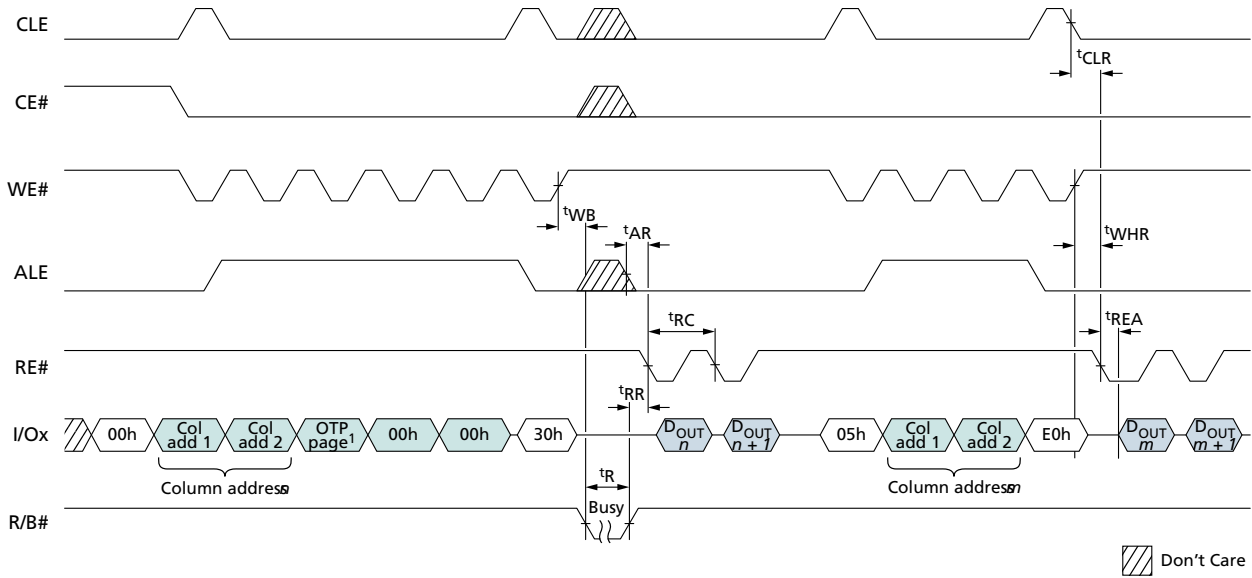 CLE
tCLR
CE#
WE#
tWB
tAR
tWHR
ALE
tRC
tREA
RE#
tRR
I/Ox
00h Col add 1 Col add 2 OTP page1 00h 00h 30h DOUT n DOUT n + 1 05h Col add 1 Col add 2 E0h DOUT m DOUT m + 1
Column address n
tR
Column address m
R/B#
Busy
Don't Care